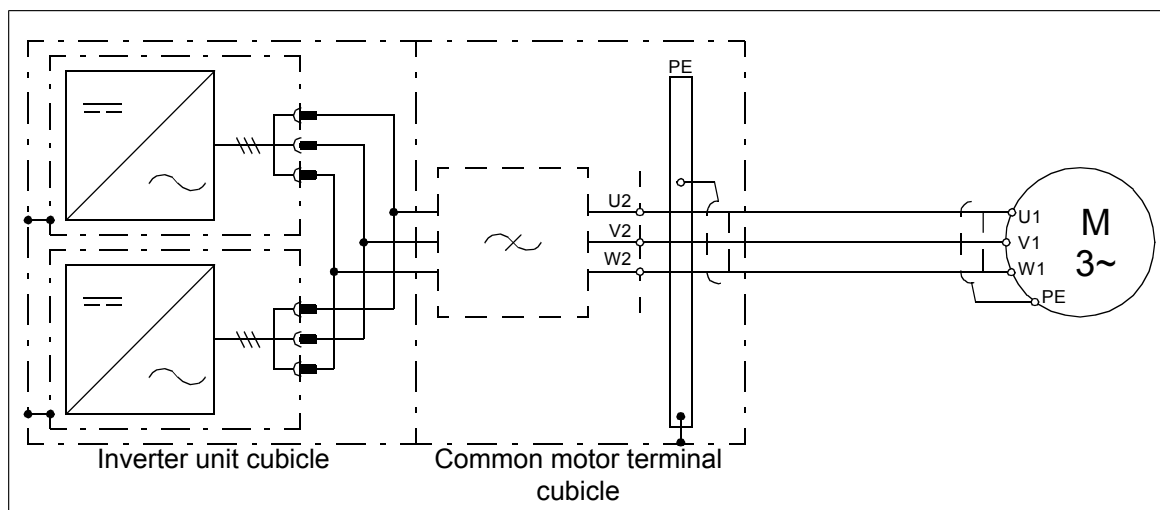 PE
U2
V2
W2
U1
V1
W1
PE
M
3~
Inverter unit cubicle
Common motor terminal
cubicle